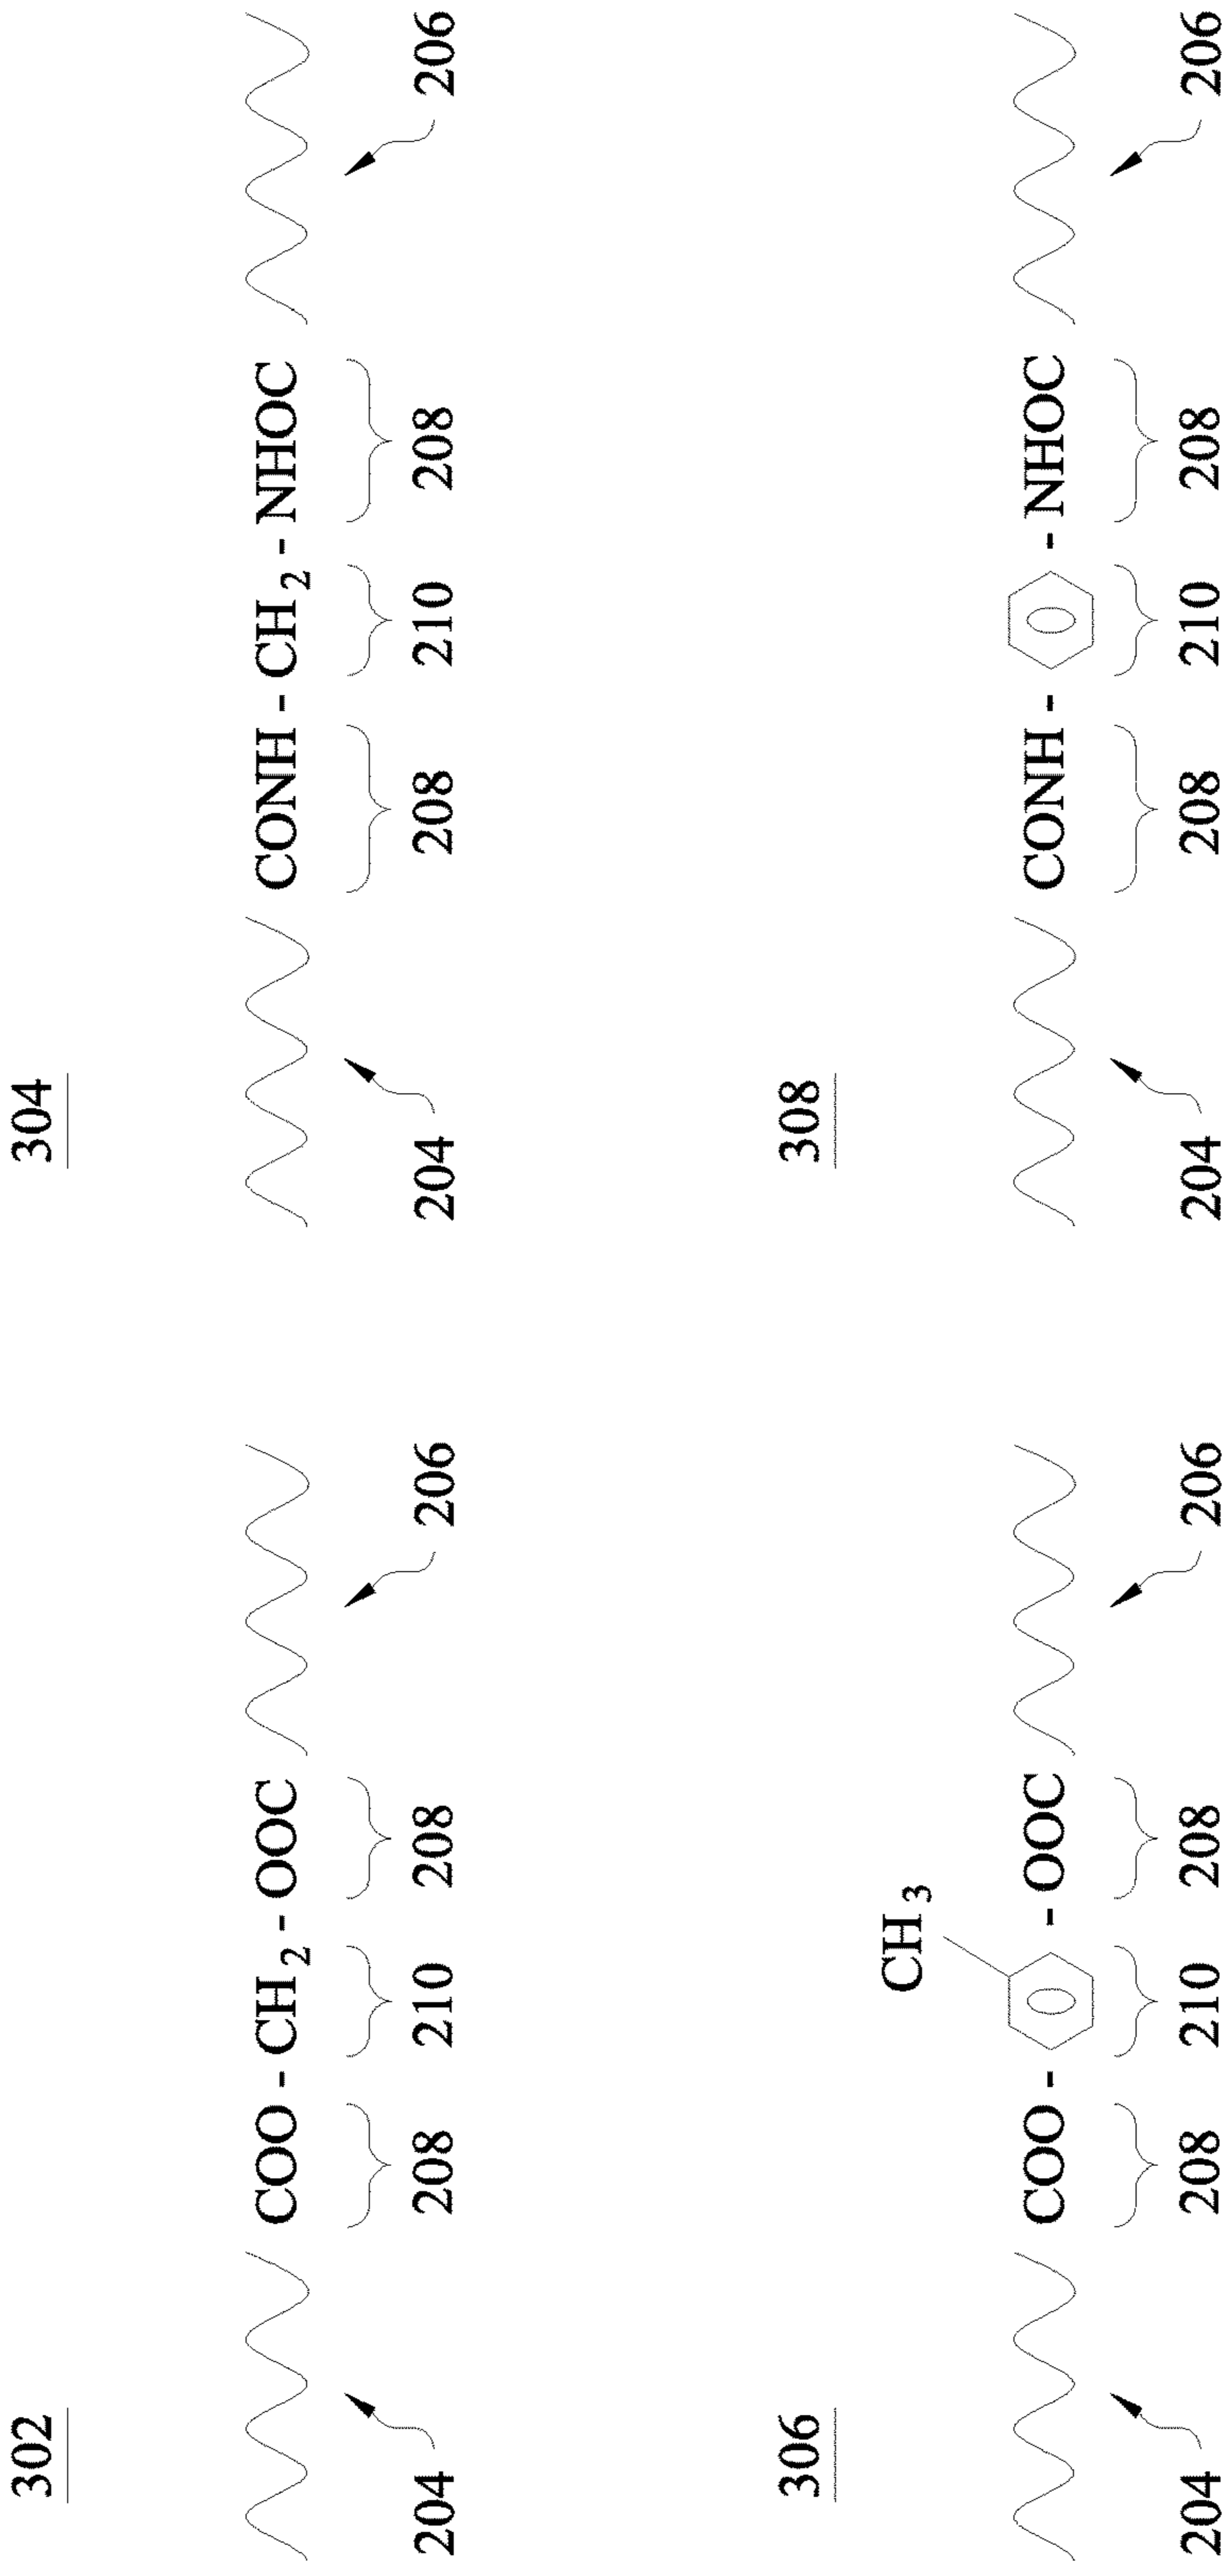 302
COO - CH2 - OOC
204 208 210 208 206
304
CONH - CH2 - NHOC
204 208 210 208 206
306
CH3
COO - - OOC
204 208 210 208 206
308
CONH - - NHOC
204 208 210 208 206